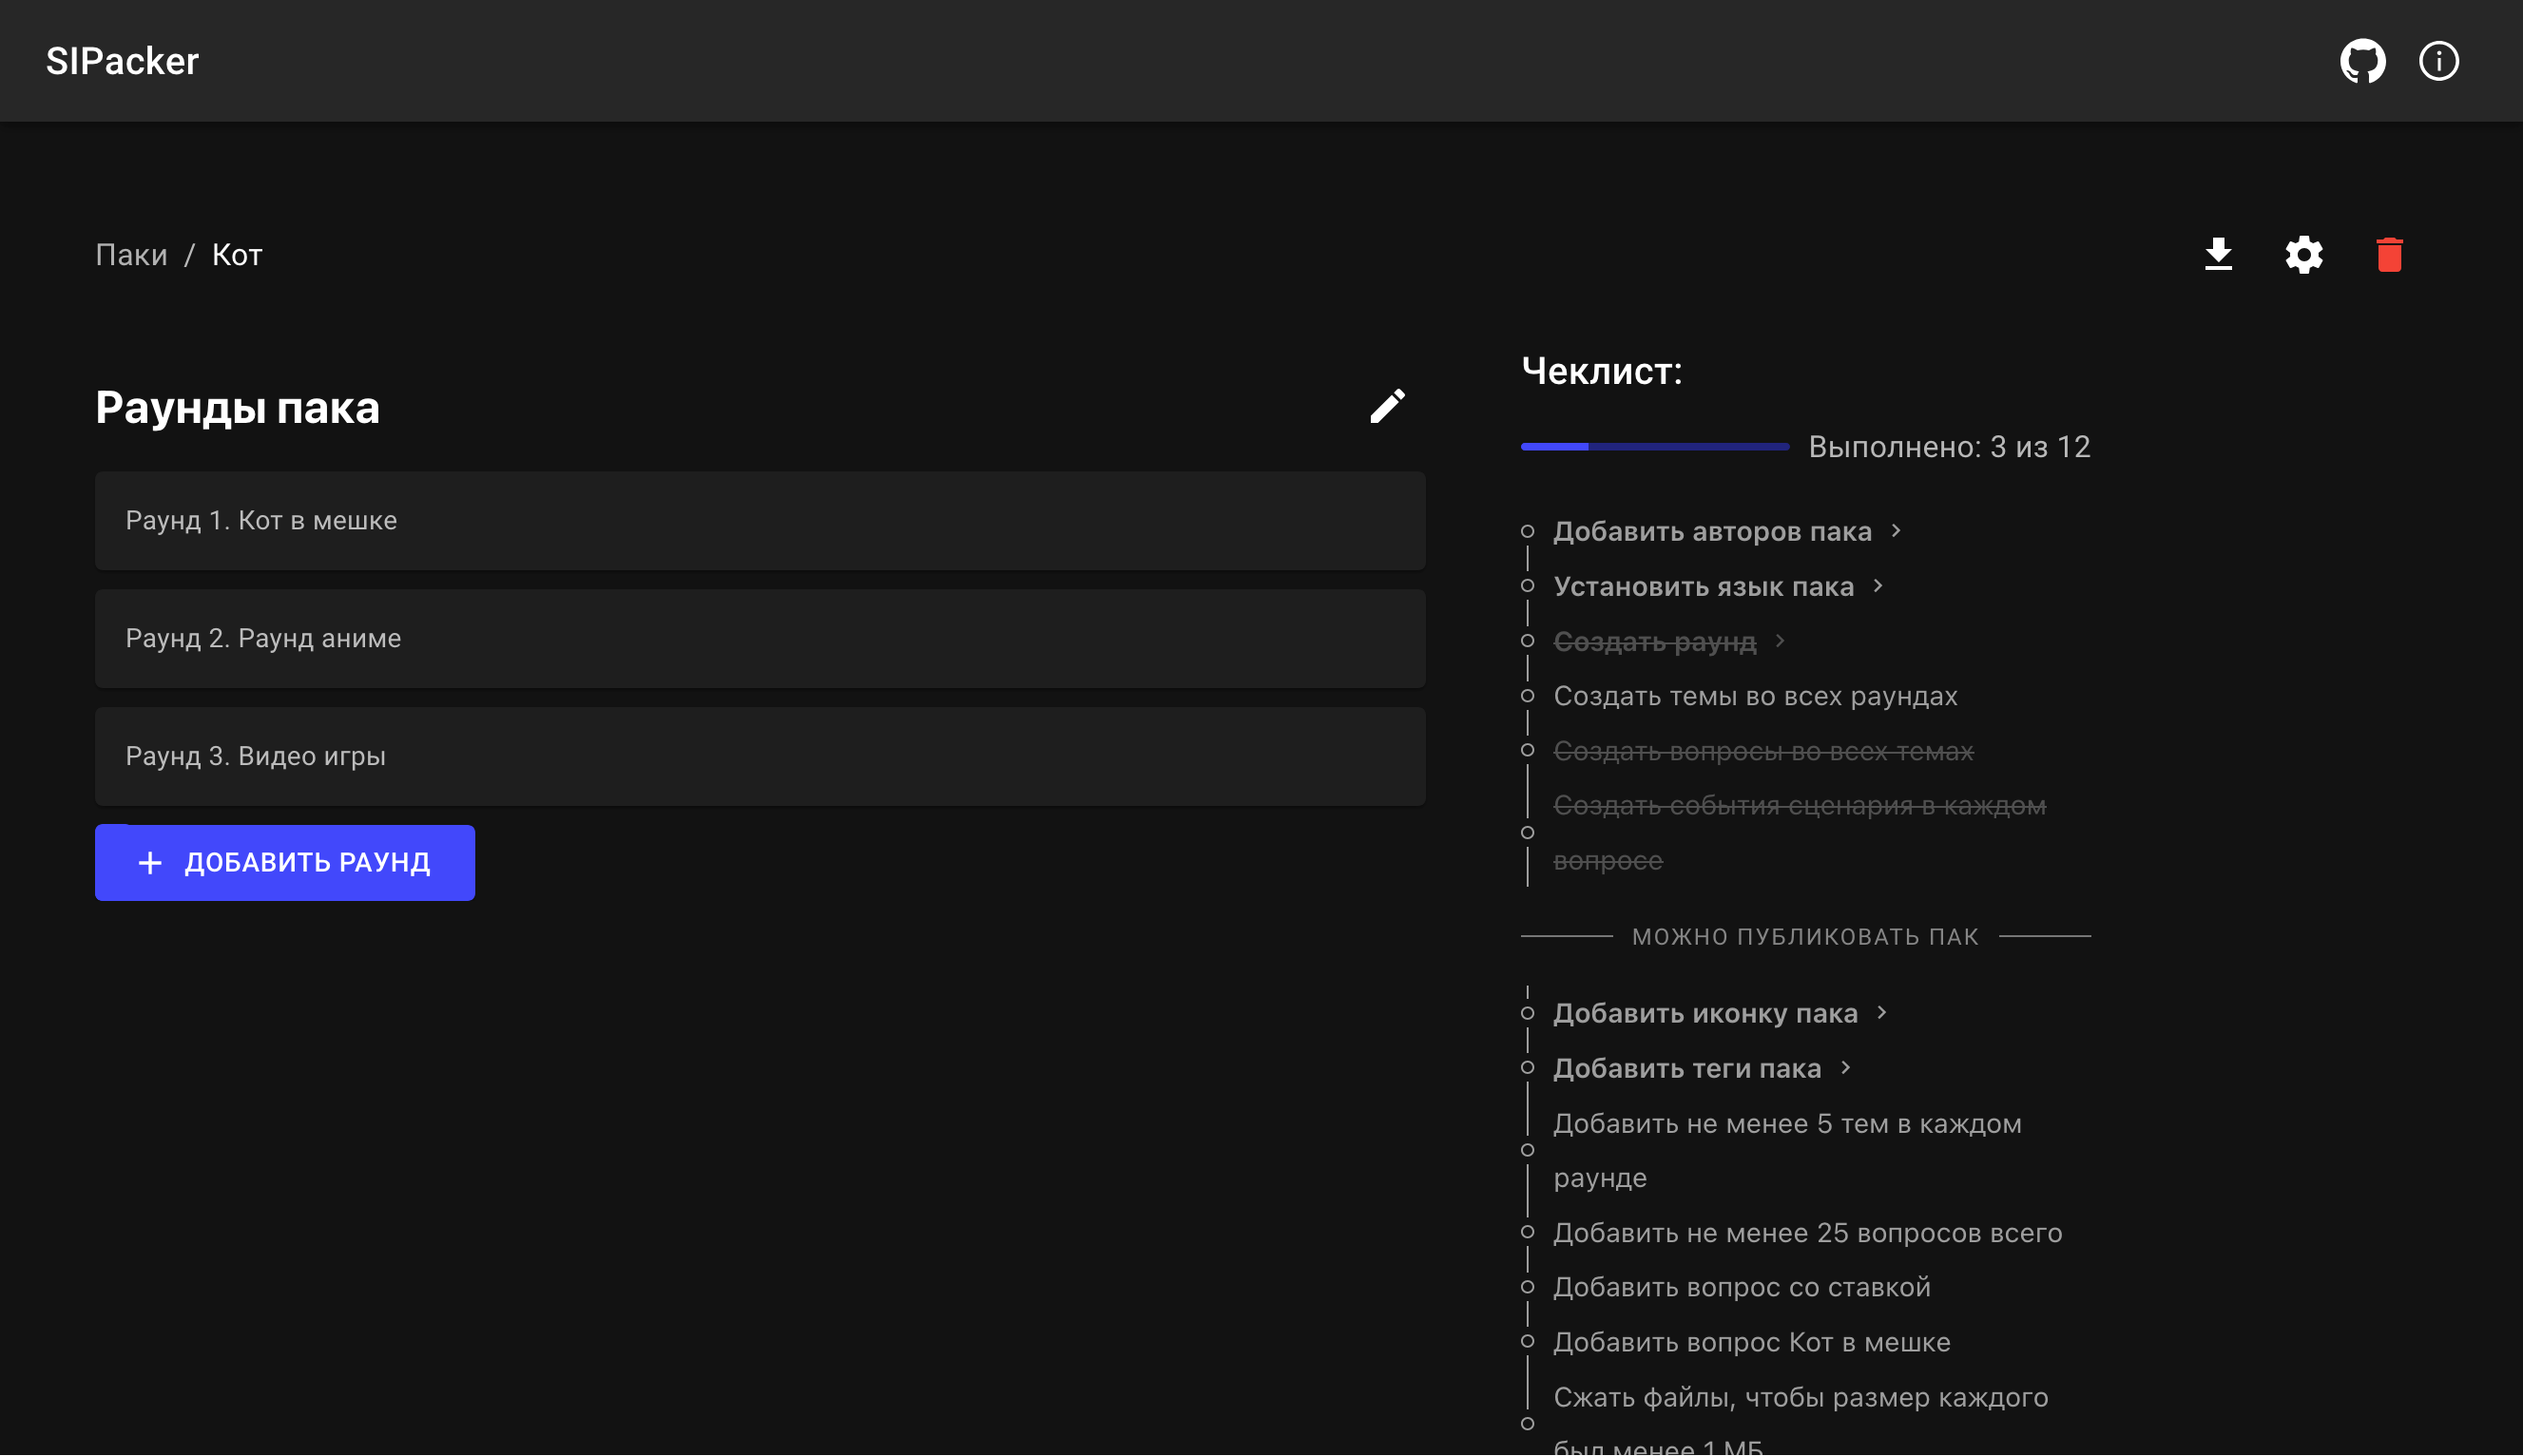 SIPacker
Паки / Кот
Раунды пака
Раунд 1. Кот в мешке
Раунд 2. Раунд аниме
Раунд 3. Видео игры
+ ДОБАВИТЬ РАУНД
Чеклист:
Выполнено: 3 из 12
Добавить авторов пака
Установить язык пака
Создать раунд
Создать темы во всех раундах
Создать вопросы во всех темах
Создать события сценария в каждом
вопросе
МОЖНО ПУБЛИКОВАТЬ ПАК
Добавить иконку пака
Добавить теги пака
Добавить не менее 5 тем в каждом
раунде
Добавить не менее 25 вопросов всего
Добавить вопрос со ставкой
Добавить вопрос Кот в мешке
Сжать файлы, чтобы размер каждого
был менее 1 МБ